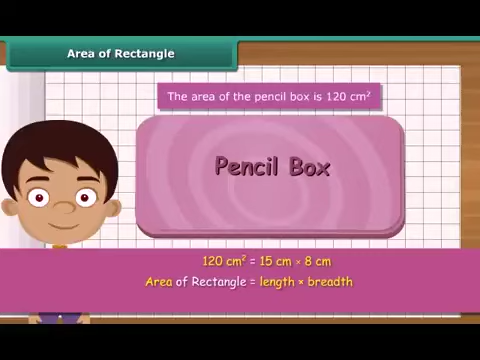 Area of Rectangle
The area of the pencil box is 120 cm²
Pencil Box
120 cm² = 15 cm × 8 cm
Area of Rectangle = length × breadth